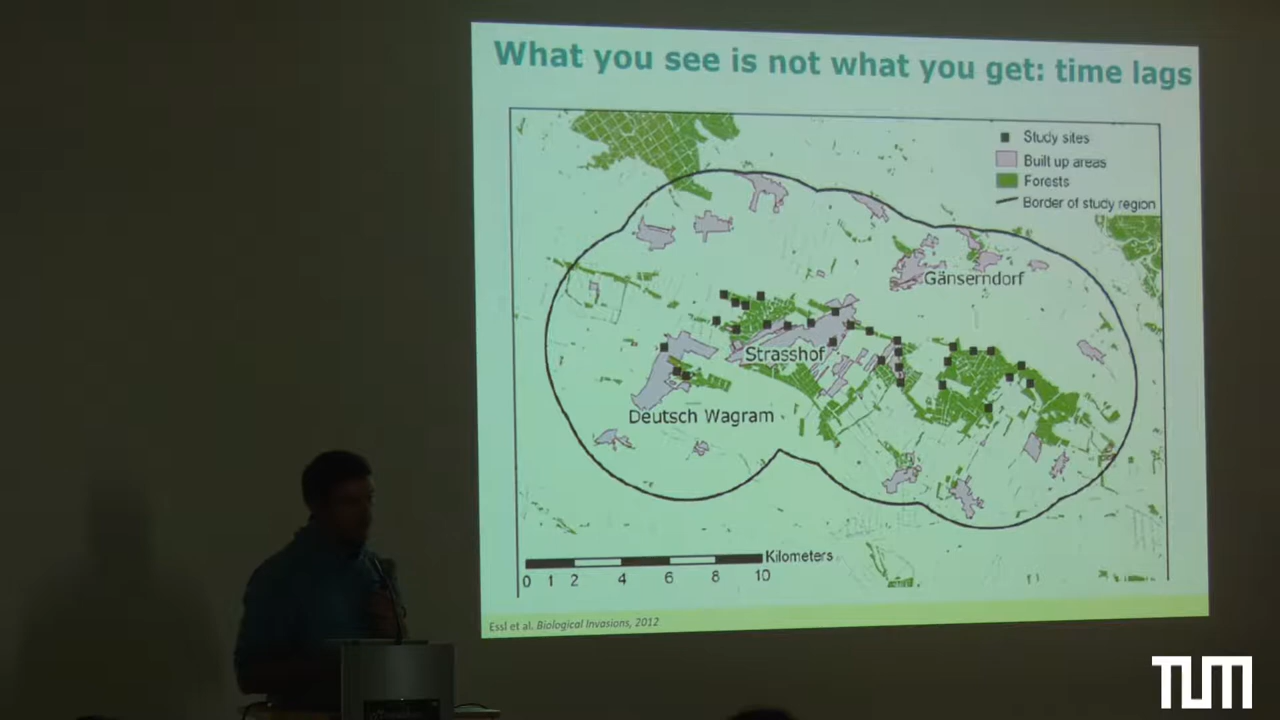 What you see is not what you get: time lags
Study sites
Built up areas
Forests
Border of study region
Gänserndorf
Strasshof
Deutsch Wagram
Kilometers
0 1 2 4 6 8 10
Essl et al. Biological Invasions, 2012
TUM